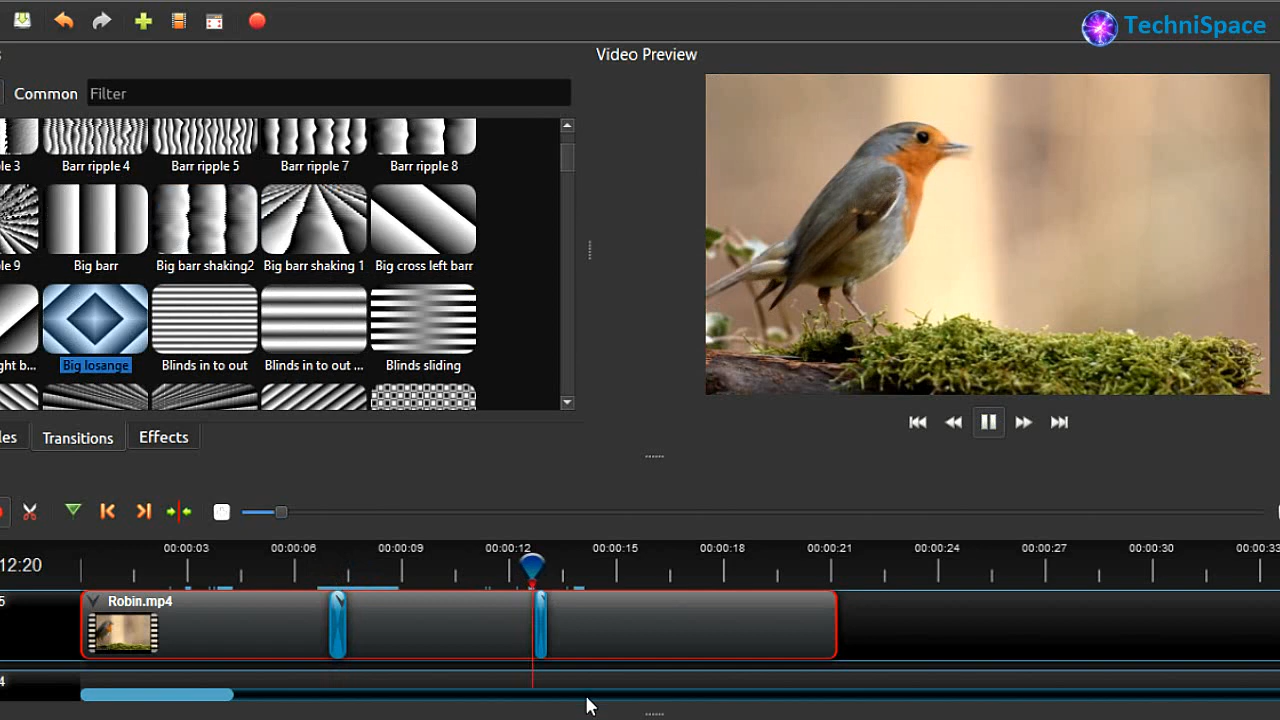 TechniSpace
Video Preview
Common
Filter
le 3
Barr ripple 4
Barr ripple 5
Barr ripple 7
Barr ripple 8
le 9
Big barr
Big barr shaking2
Big barr shaking 1
Big cross left barr
ght b...
Big losange
Blinds in to out
Blinds in to out ...
Blinds sliding
les
Transitions
Effects
12:20
00:00:03
00:00:06
00:00:09
00:00:12
00:00:15
00:00:18
00:00:21
00:00:24
00:00:27
00:00:30
00:00:33
5
Robin.mp4
4